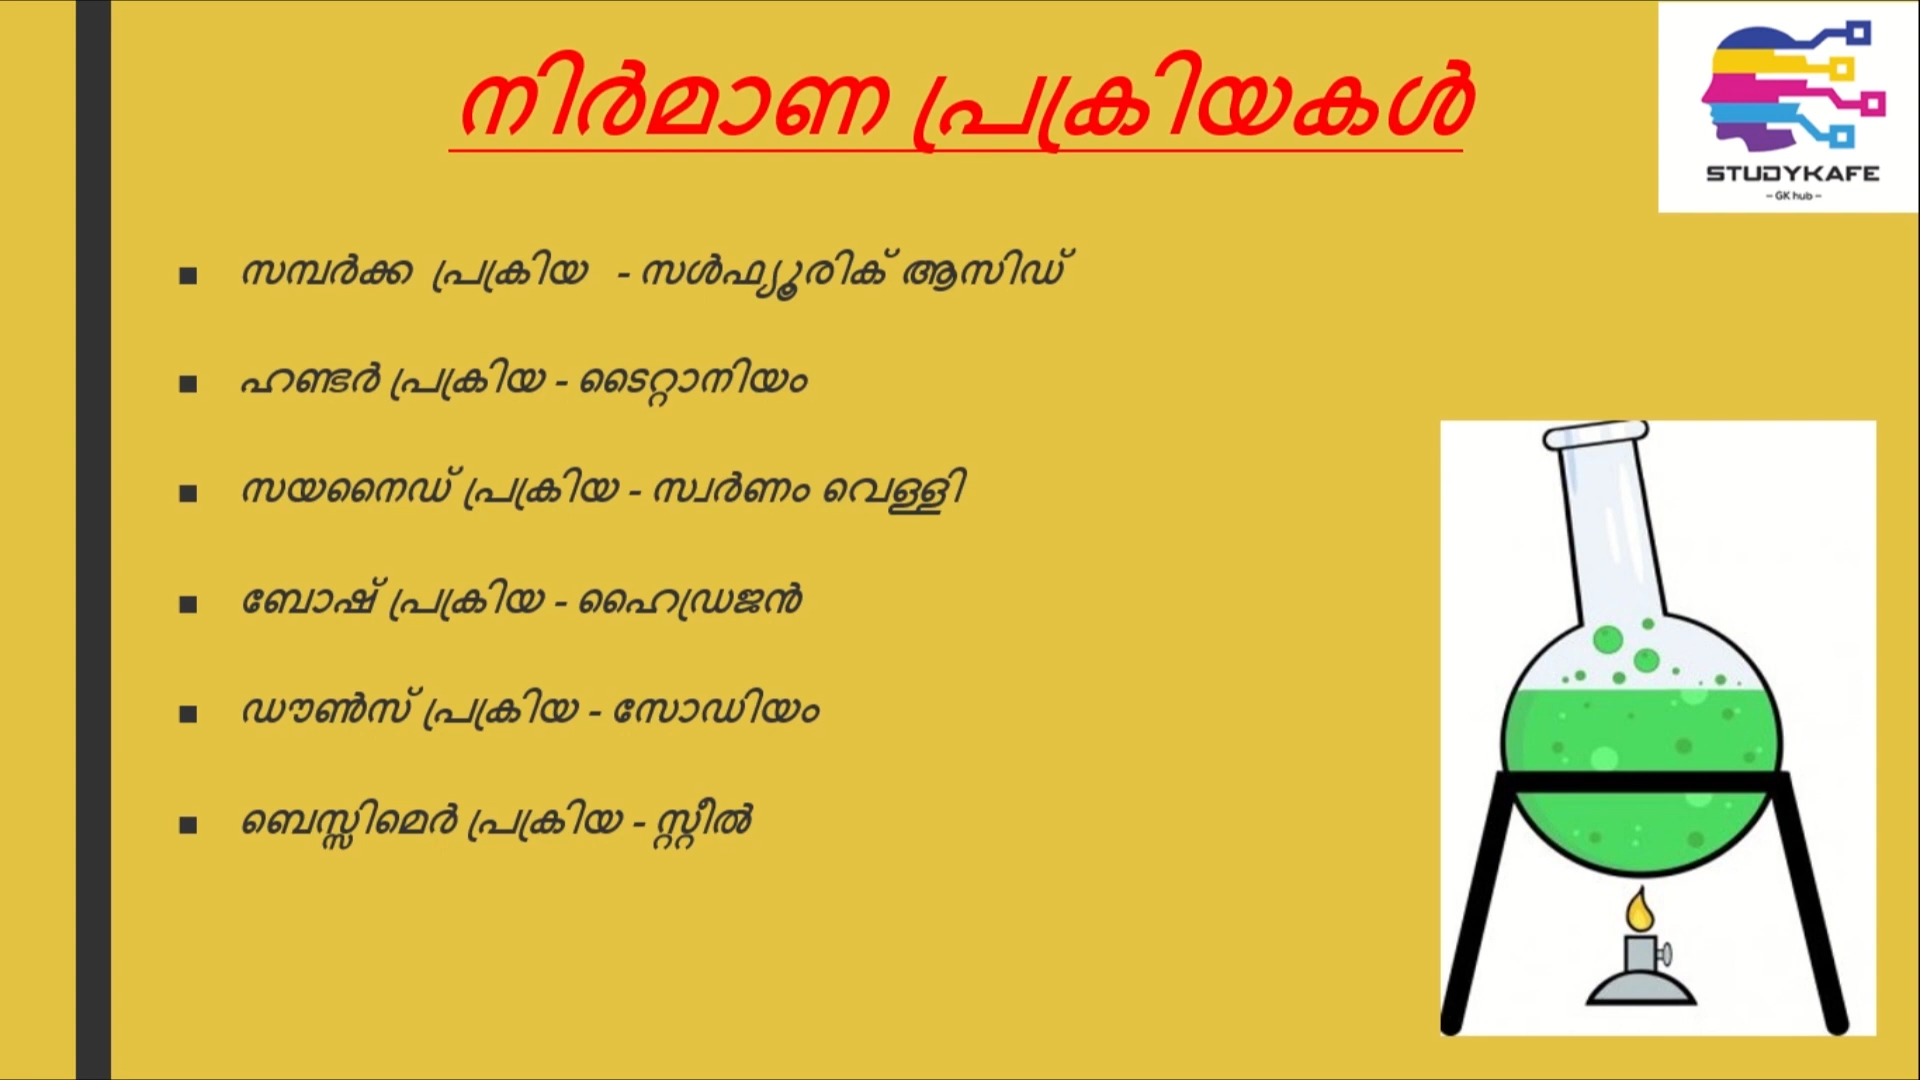 നിർമാണ പ്രക്രിയകൾ
STUDYKAFE
– GK hub –
■ സമ്പർക്ക പ്രക്രിയ - സൾഫ്യൂരിക് ആസിഡ്
■ ഹണ്ടർ പ്രക്രിയ - ടൈറ്റാനിയം
■ സയനൈഡ് പ്രക്രിയ - സ്വർണം വെള്ളി
■ ബോഷ് പ്രക്രിയ - ഹൈഡ്രജൻ
■ ഡൗൺസ് പ്രക്രിയ - സോഡിയം
■ ബെസ്സിമെർ പ്രക്രിയ - സ്റ്റീൽ